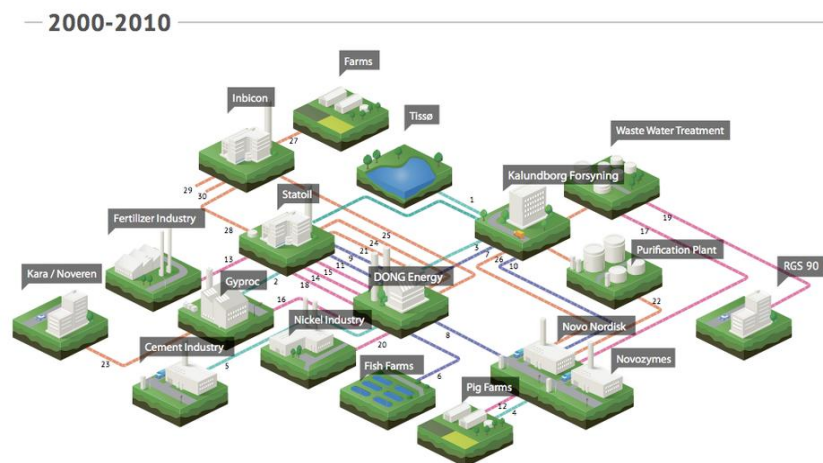 2000-2010
Farms
Inbicon
27
Tissø
Waste Water Treatment
Kalundborg Forsyning
29
30
1
19
Statoil
17
Fertilizer Industry
28
25
24
21
9
3
7
26
10
Purification Plant
13
11
15
14
18
DONG Energy
RGS 90
Kara / Noveren
Gyproc
2
16
Nickel Industry
22
Novo Nordisk
8
20
Cement Industry
Novozymes
23
5
Fish Farms
6
Pig Farms
12
4